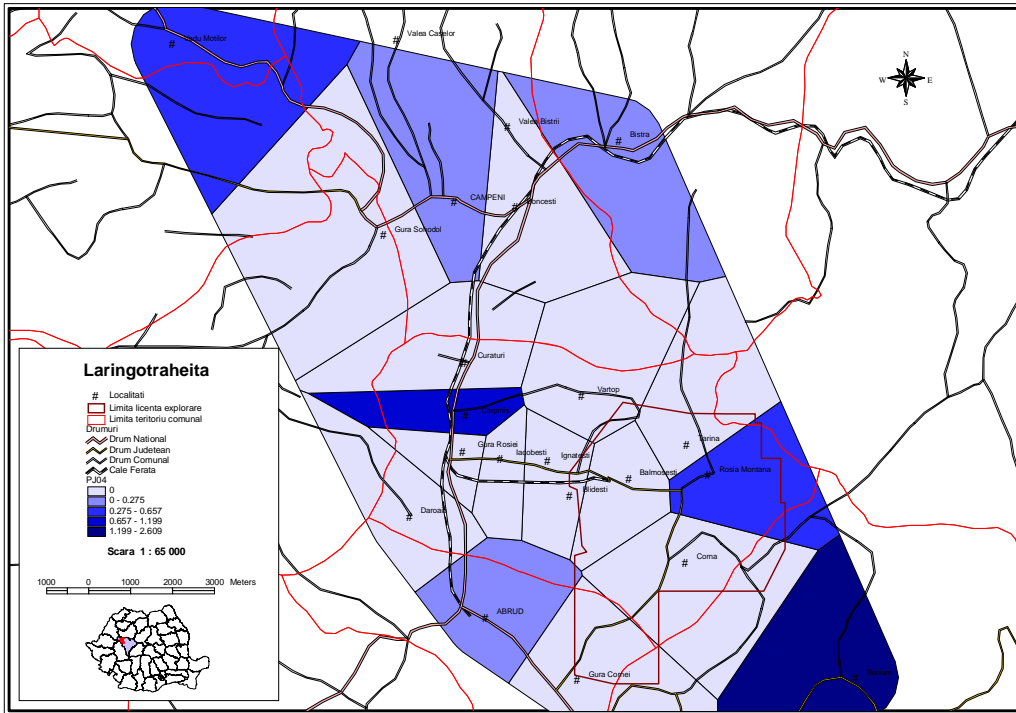 Vadu Motilor
#
Valea Caselor
#
N
W E
S
Valea Bistrii
#
Bistra
#
CAMPENI
#
#
Gura Sohodol
#
Curaturi
#
Vartop
#
#
Gura Rosiei
#
Iacobesti
#
Ignatesti
#
Tarina
#
Balmosesti
#
Rosia Montana
#
Blidesti
#
#
Corna
#
ABRUD
#
Gura Cornei
#
#
Laringotraheita
# Localitati
Limita licenta explorare
Limita teritoriu comunal
Drumuri
Drum National
Drum Judetean
Drum Comunal
Cale Ferata
PJ04
0
0 - 0.275
0.275 - 0.657
0.657 - 1.199
1.199 - 2.609
Scara 1 : 65 000
1000 0 1000 2000 3000 Meters